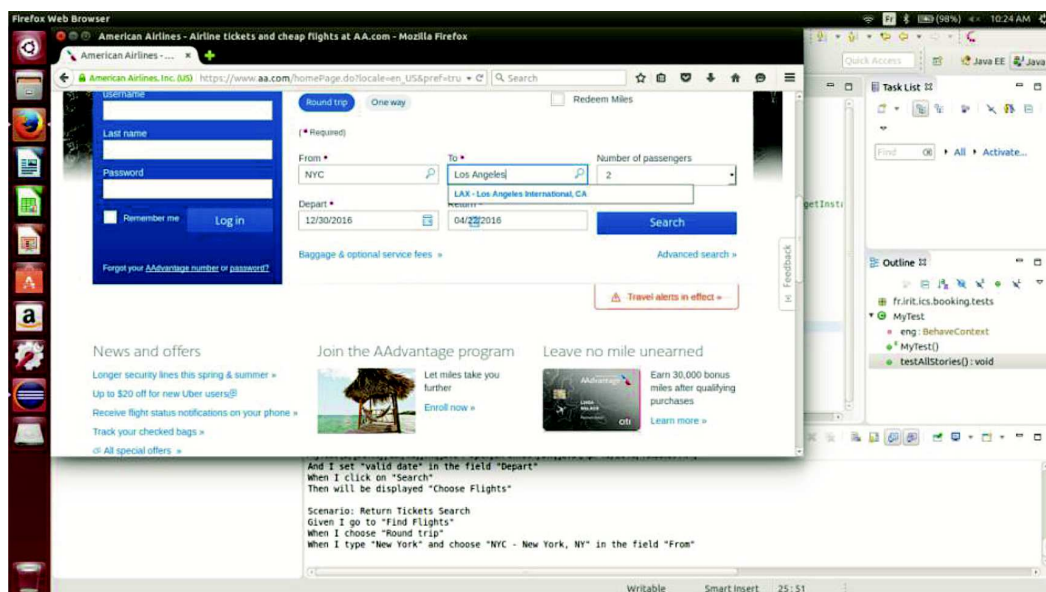 Firefox Web Browser
Fr
(98%)
10:24 AM
American Airlines - Airline tickets and cheap flights at AA.com - Mozilla Firefox
American Airlines - ...
American Airlines, Inc. (US)
https://www.aa.com/homePage.do?locale=en_US&pref=tru
Search
Quick Access
Java EE
Java
username
Last name
Password
Remember me
Log in
Forgot your AAdvantage number or password?
Round trip
One way
Redeem Miles
(• Required)
From •
To •
Number of passengers
NYC
Los Angeles
2
LAX - Los Angeles International, CA
Depart •
Return
12/30/2016
Search
Baggage & optional service fees »
Advanced search »
Feedback
Travel alerts in effect »
News and offers
Longer security lines this spring & summer »
Up to $20 off for new Uber users
Receive flight status notifications on your phone »
Track your checked bags »
All special offers »
Join the AAdvantage program
Let miles take you
further
Enroll now »
Leave no mile unearned
AAdvantage
citi
Earn 30,000 bonus
miles after qualifying
purchases
Learn more »
Task List
Find
All
Activate...
Outline
fr.irit.ics.booking.tests
MyTest
eng : BehaveContext
MyTest()
testAllStories() : void
And I set "valid date" in the field "Depart"
When I click on "Search"
Then will be displayed "Choose Flights"
Scenario: Return Tickets Search
Given I go to "Find Flights"
When I choose "Round trip"
When I type "New York" and choose "NYC - New York, NY" in the field "From"
Writable
Smart Insert
25 : 51